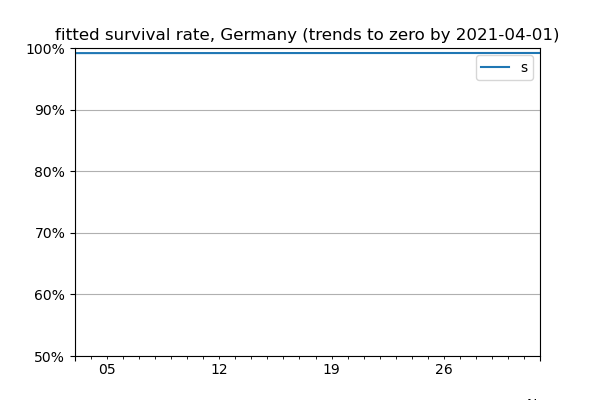 fitted survival rate, Germany (trends to zero by 2021-04-01)
100%
s
90%
80%
70%
60%
50%
05 12 19 26